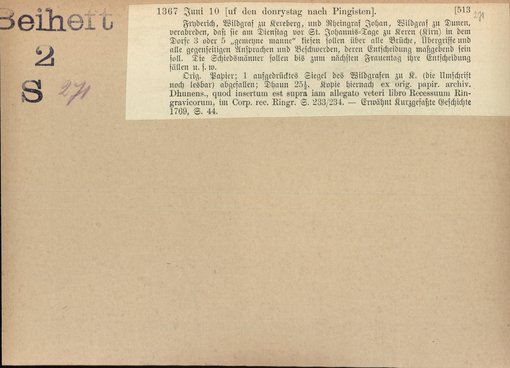 Beiheft
2
S 271
1367 Juni 10 [uf den donrystag nach Pingisten]. [513
271
Fryderich, Wildgraf zu Kereberg, und Rheingraf Johan, Wildgraf zu Dunen,
verabreden, daß sie am Dienstag vor St. Johannis-Tage zu Keren (Kirn) in dem
Dorfe 3 oder 5 „gemeyne manne“ kiesen sollen über alle Brüche, Übergriffe und
alle gegenseitigen Ansprachen und Beschwerden, deren Entscheidung maßgebend sein
soll. Die Schiedsmänner sollen bis zum nächsten Frauentag ihre Entscheidung
fällen u. s. w.
Orig. Papier; 1 aufgedrücktes Siegel des Wildgrafen zu K. (die Umschrift
noch lesbar) abgefallen; Dhaun 25½. Kopie hiernach ex orig. papir. archiv.
Dhunens., quod insertum est supra iam allegato veteri libro Recessuum Rin-
gravicorum, im Corp. rec. Ringr. S. 233/234. — Erwähnt Kurzgefaßte Geschichte
1769, S. 44.